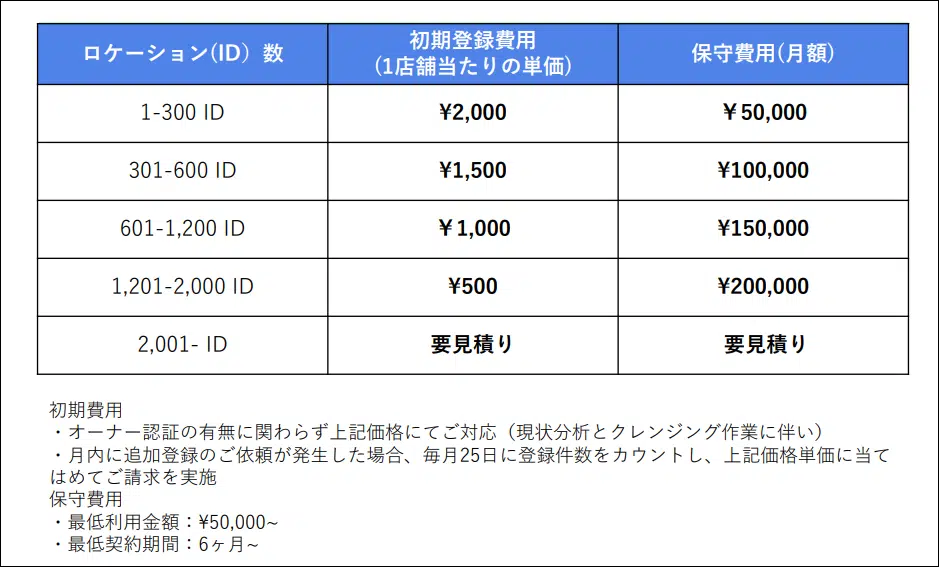 ロケーション(ID）数
初期登録費用
(1店舗当たりの単価)
保守費用(月額)
1-300 ID
¥2,000
￥50,000
301-600 ID
¥1,500
¥100,000
601-1,200 ID
￥1,000
¥150,000
1,201-2,000 ID
¥500
¥200,000
2,001- ID
要見積り
要見積り
初期費用
・オーナー認証の有無に関わらず上記価格にてご対応（現状分析とクレンジング作業に伴い）
・月内に追加登録のご依頼が発生した場合、毎月25日に登録件数をカウントし、上記価格単価に当て
はめてご請求を実施
保守費用
・最低利用金額：¥50,000~
・最低契約期間：6ヶ月~